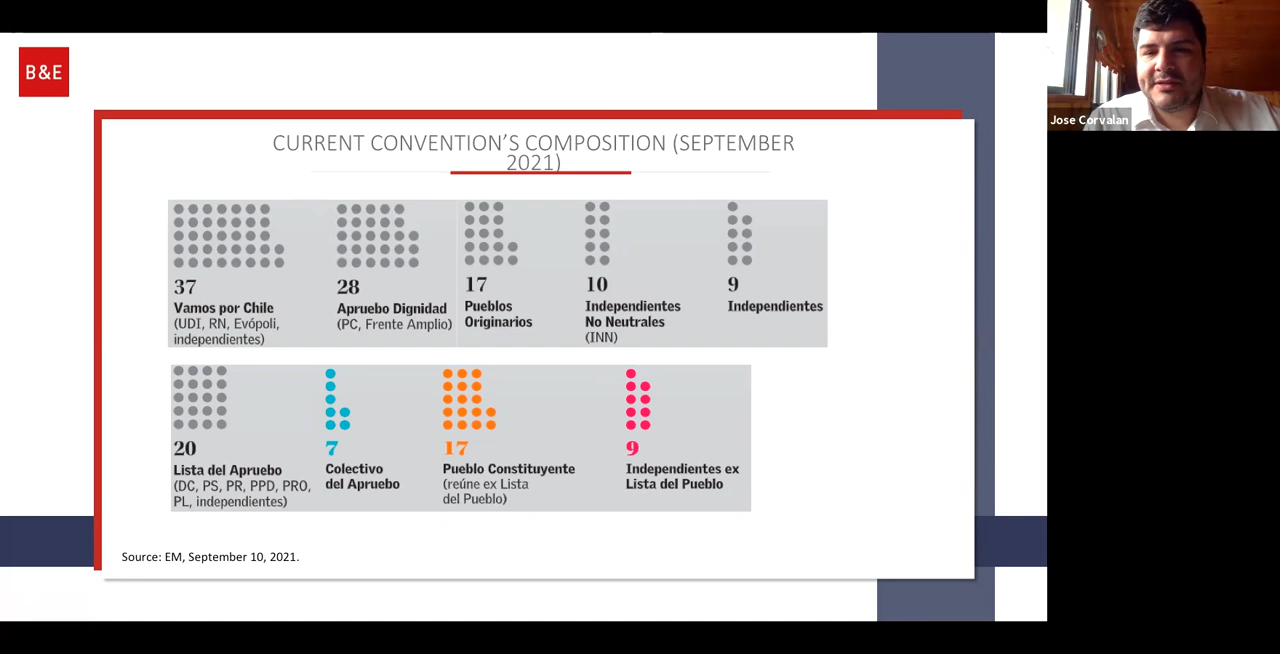 B&E
Jose Corvalan
CURRENT CONVENTION'S COMPOSITION (SEPTEMBER
2021)
37
Vamos por Chile
(UDI, RN, Evópoli,
independientes)
28
Apruebo Dignidad
(PC, Frente Amplio)
17
Pueblos
Originarios
10
Independientes
No Neutrales
(INN)
9
Independientes
20
Lista del Apruebo
(DC, PS, PR, PPD, PRO,
PL, independientes)
7
Colectivo
del Apruebo
17
Pueblo Constituyente
(reúne ex Lista
del Pueblo)
9
Independientes ex
Lista del Pueblo
Source: EM, September 10, 2021.